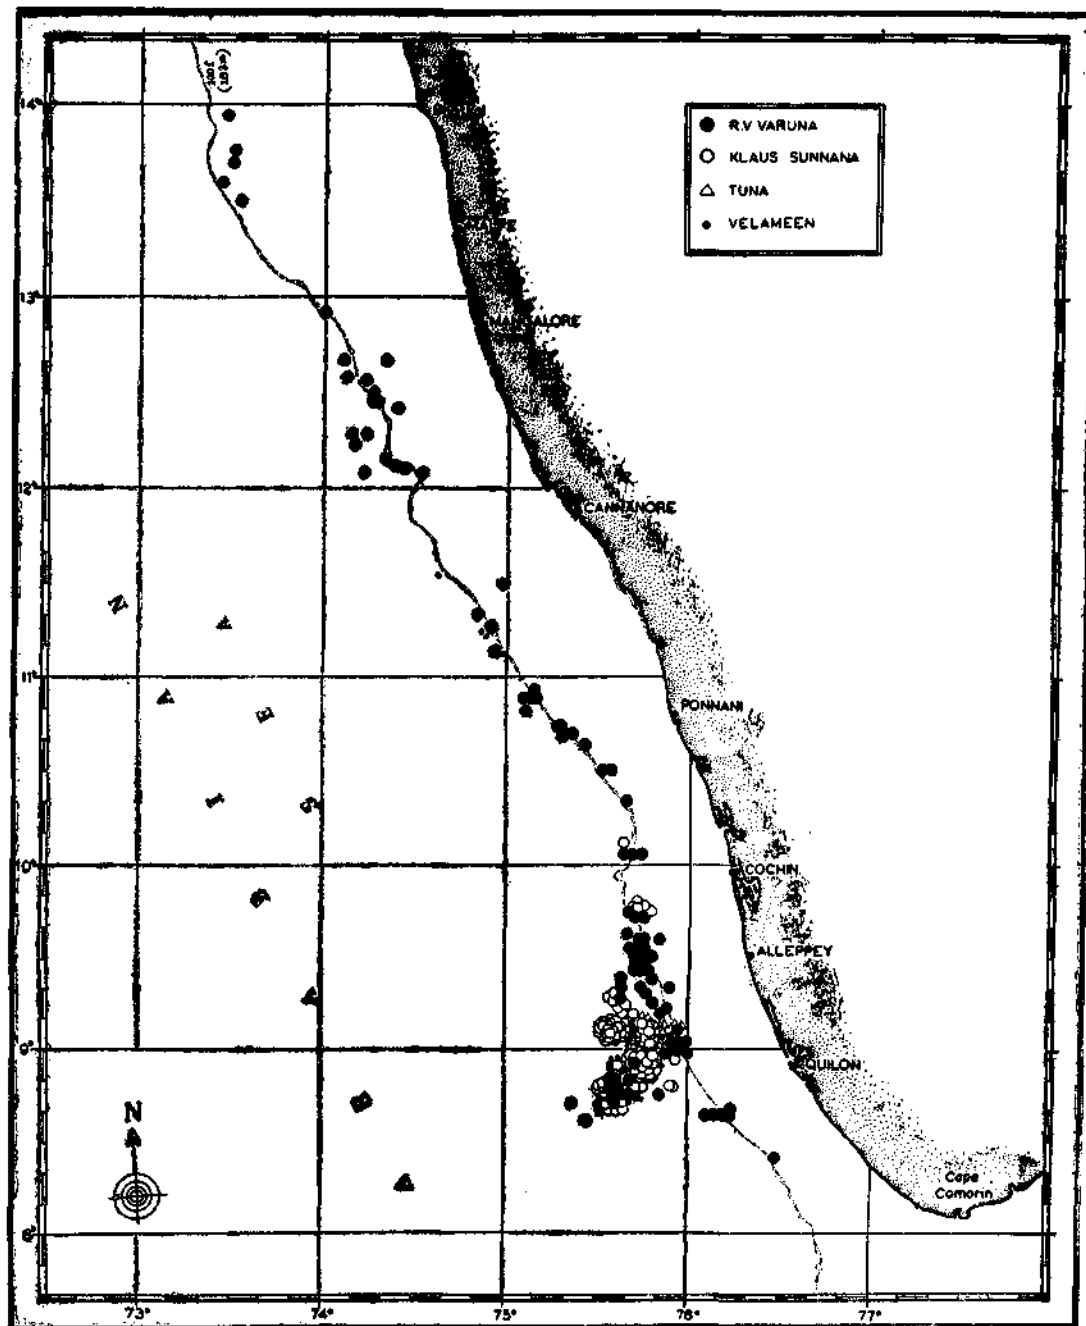 14°
R.V VARUNA
KLAUS SUNNANA
TUNA
VELAMEEN
13°
MANGALORE
12°
CANNANORE
11°
PONNANI
10°
COCHIN
ALLEPPEY
9°
QUILON
N
Cape
Comorin
8°
73° 74° 75° 76° 77°